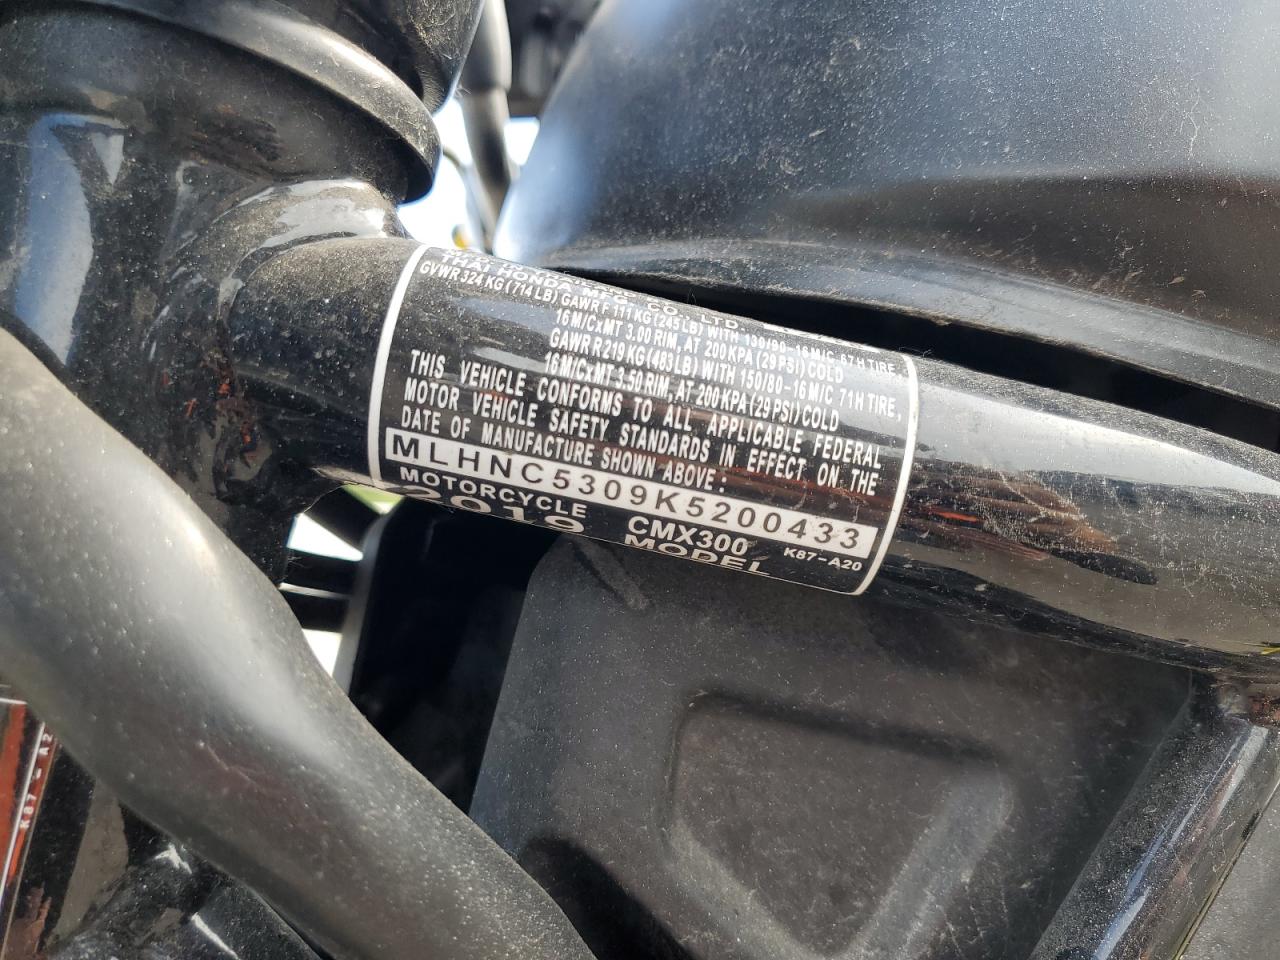 THAI HONDA MFG. CO., LTD.
GVWR 324 KG (714 LB) GAWR F 111 KG (245 LB) WITH 130/90-16M/C 67H TIRE,
16 M/CxMT 3.00 RIM, AT 200 KPA (29 PSI) COLD
GAWR R 219 KG (483 LB) WITH 150/80-16 M/C 71H TIRE,
16 M/CxMT 3.50 RIM, AT 200 KPA (29 PSI) COLD
THIS VEHICLE CONFORMS TO ALL APPLICABLE FEDERAL
MOTOR VEHICLE SAFETY STANDARDS IN EFFECT ON THE
DATE OF MANUFACTURE SHOWN ABOVE:
MLHNC5309K5200433
MOTORCYCLE CMX300 K87-A20
2019 MODEL
K87-A2